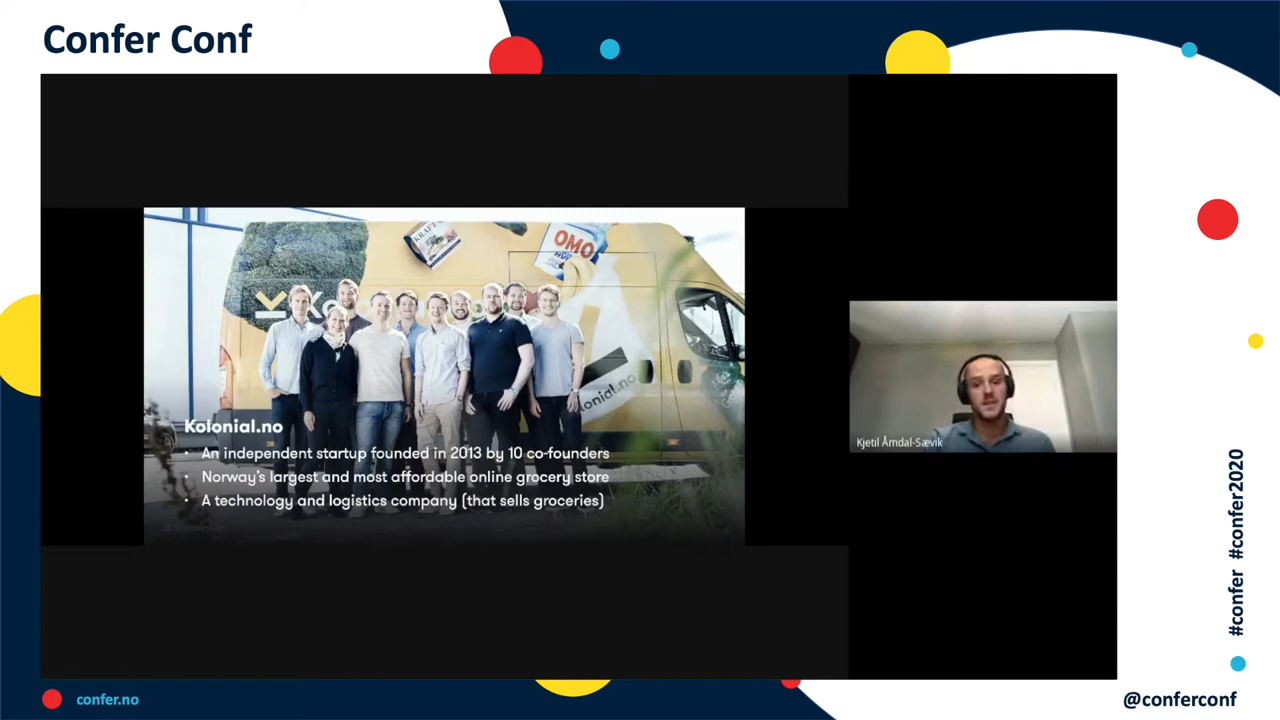 Confer Conf
KRAFT
OMO
Kolonial.no
• An independent startup founded in 2013 by 10 co-founders
• Norway's largest and most affordable online grocery store
• A technology and logistics company (that sells groceries)
Kjetil Åmdal-Sævik
#confer #confer2020
confer.no
@conferconf